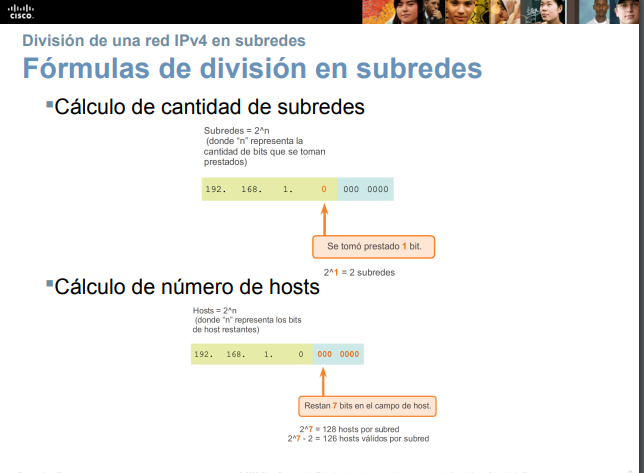 CISCO.
División de una red IPv4 en subredes
Fórmulas de división en subredes
Cálculo de cantidad de subredes
Subredes = 2^n
(donde “n” representa la
cantidad de bits que se toman
prestados)
192. 168. 1. 0 000 0000
Se tomó prestado 1 bit.
2^1 = 2 subredes
Cálculo de número de hosts
Hosts = 2^n
(donde “n” representa los bits
de host restantes)
192. 168. 1. 0 000 0000
Restan 7 bits en el campo de host.
2^7 = 128 hosts por subred
2^7 - 2 = 126 hosts válidos por subred